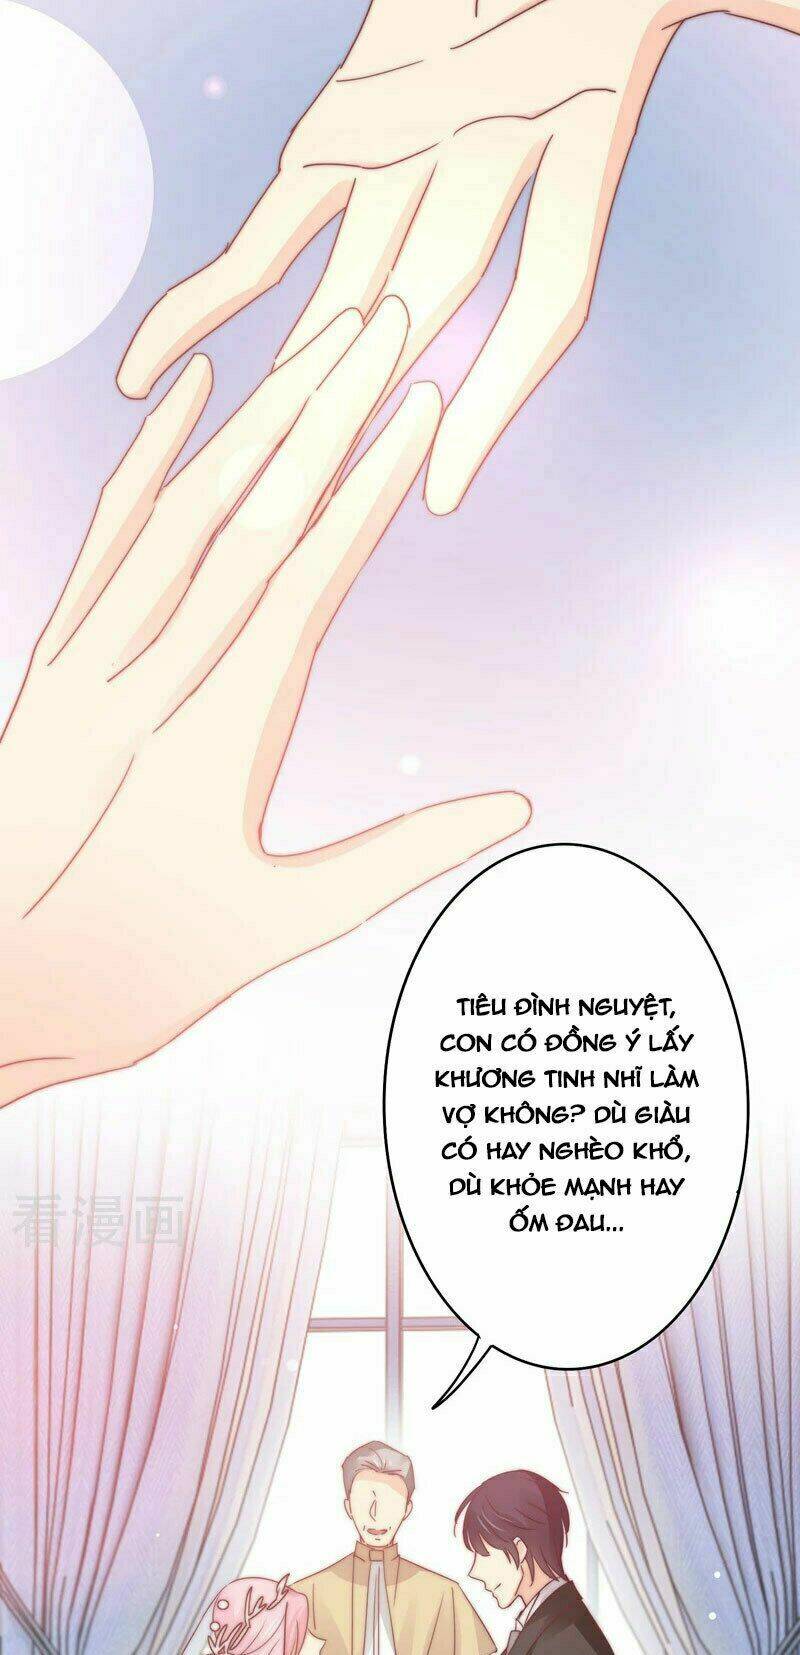 TIÊU ĐÌNH NGUYỆT,
CON CÓ ĐỒNG Ý LẤY
KHƯƠNG TINH NHĨ LÀM
VỢ KHÔNG? DÙ GIÀU
CÓ HAY NGHÈO KHỔ,
DÙ KHỎE MẠNH HAY
ỐM ĐAU...
看漫画